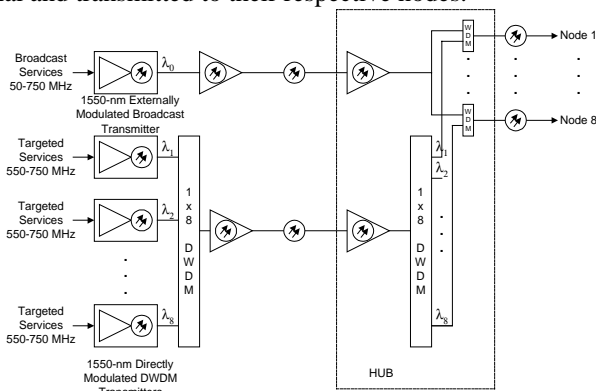 nal and transmitted to their respective nodes.
HUB
W
D
M
Node 1
Broadcast
Services
50-750 MHz
λ0
1550-nm Externally
Modulated Broadcast
Transmitter
W
D
M
Node 8
Targeted
Services
550-750 MHz
λ1
λ1
λ2
Targeted
Services
550-750 MHz
λ2
1
x
8
D
W
D
M
1
x
8
D
W
D
M
Targeted
Services
550-750 MHz
λ8
λ8
1550-nm Directly
Modulated DWDM
HUB